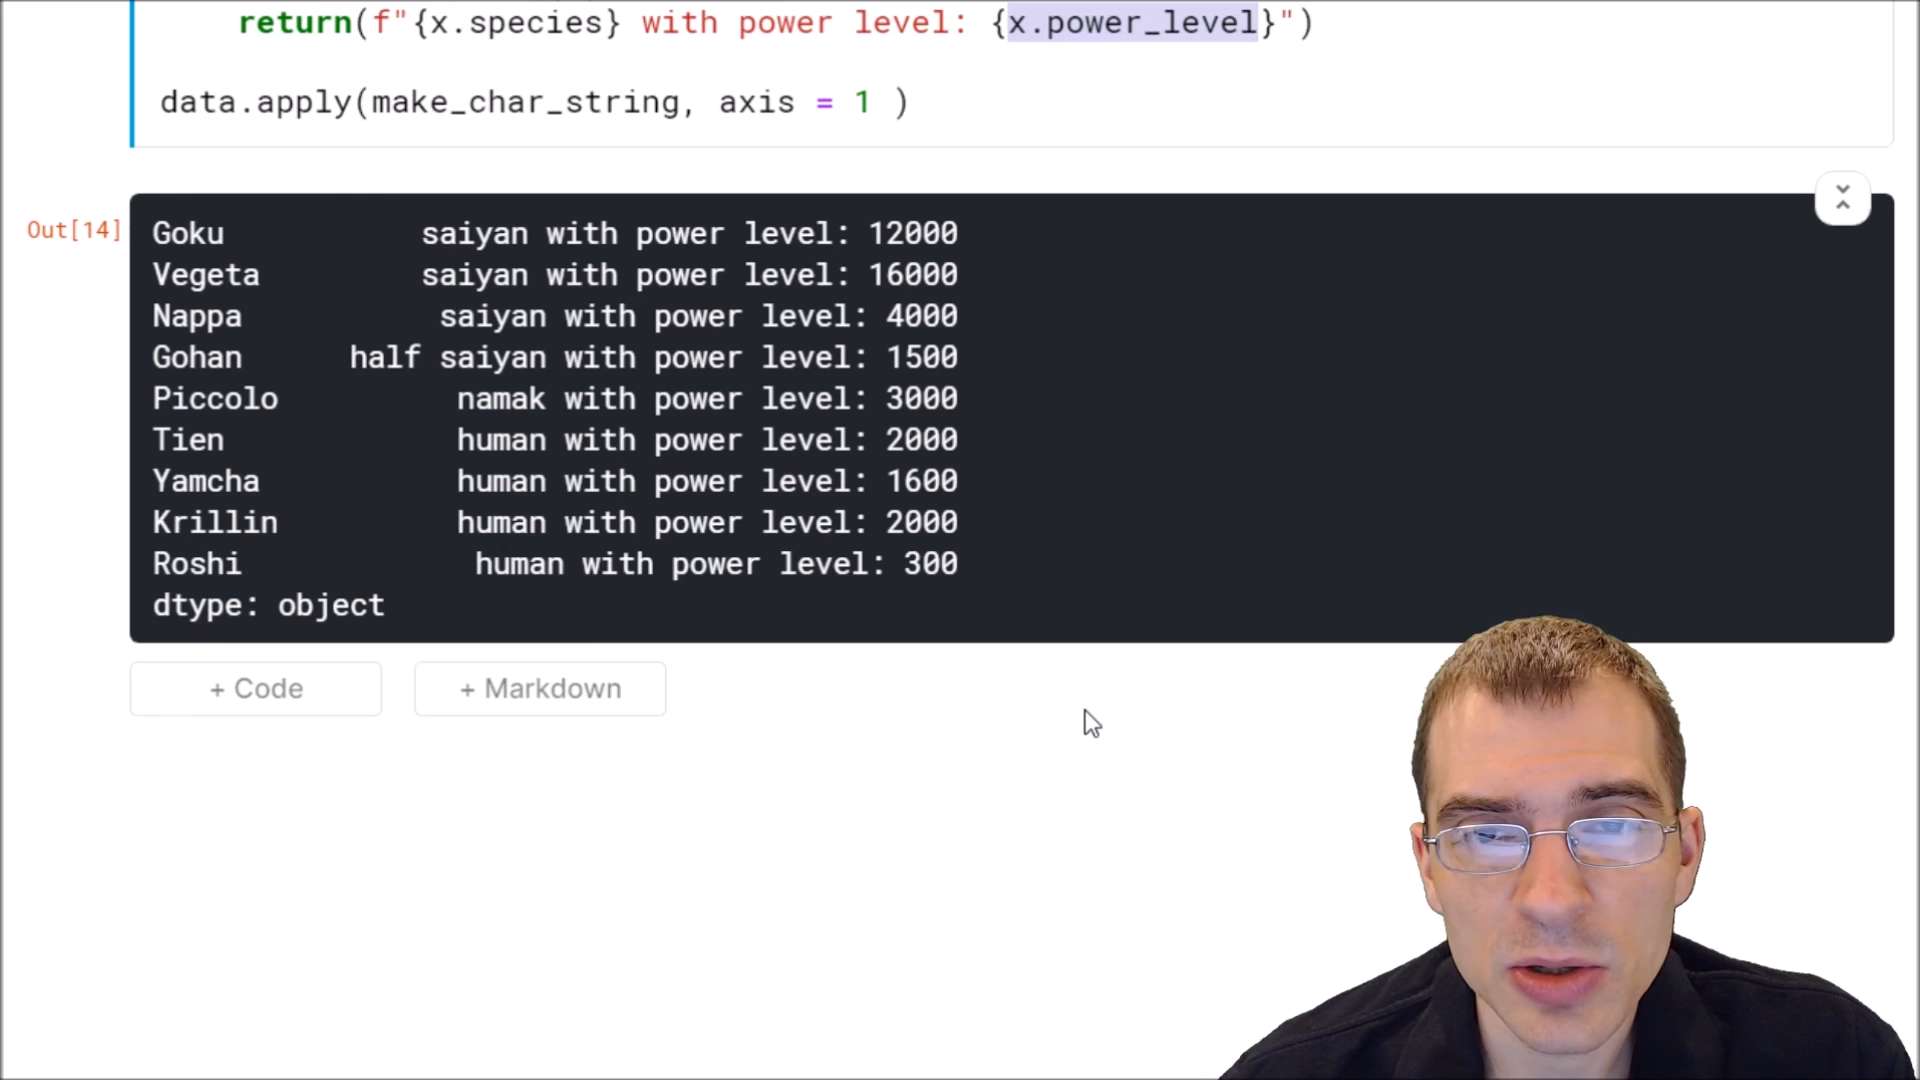 return(f"{x.species} with power level: {x.power_level}")
data.apply(make_char_string, axis = 1 )
Out[14]
Goku saiyan with power level: 12000
Vegeta saiyan with power level: 16000
Nappa saiyan with power level: 4000
Gohan half saiyan with power level: 1500
Piccolo namak with power level: 3000
Tien human with power level: 2000
Yamcha human with power level: 1600
Krillin human with power level: 2000
Roshi human with power level: 300
dtype: object
+ Code
+ Markdown